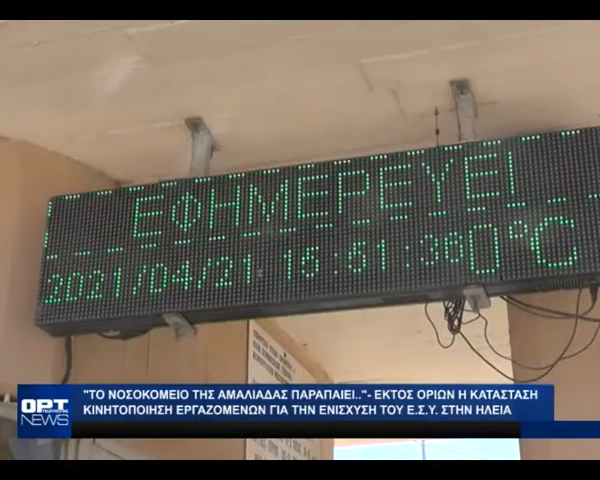 ΕΦΗΜΕΡΕΥΕΙ
2021/04/21 15:51:36 0°C
"ΤΟ ΝΟΣΟΚΟΜΕΙΟ ΤΗΣ ΑΜΑΛΙΑΔΑΣ ΠΑΡΑΠΑΙΕΙ.."- ΕΚΤΟΣ ΟΡΙΩΝ Η ΚΑΤΑΣΤΑΣΗ
ΚΙΝΗΤΟΠΟΙΗΣΗ ΕΡΓΑΖΟΜΕΝΩΝ ΓΙΑ ΤΗΝ ΕΝΙΣΧΥΣΗ ΤΟΥ Ε.Σ.Υ. ΣΤΗΝ ΗΛΕΙΑ
ΟΡΤ
NEWS